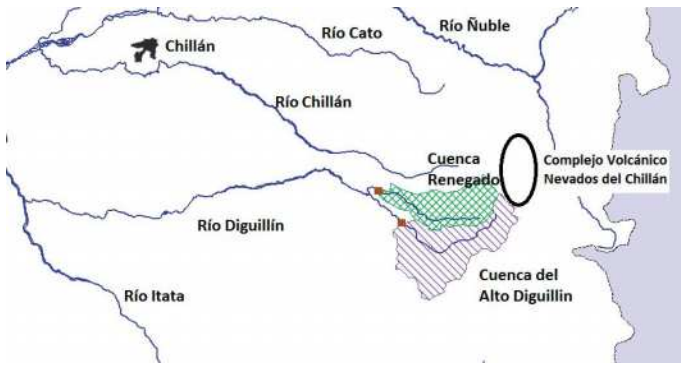 Río Ñuble
Río Cato
Chillán
Río Chillán
Cuenca
Renegado
Complejo Volcánico
Nevados del Chillán
Río Diguillín
Cuenca del
Alto Diguillin
Río Itata